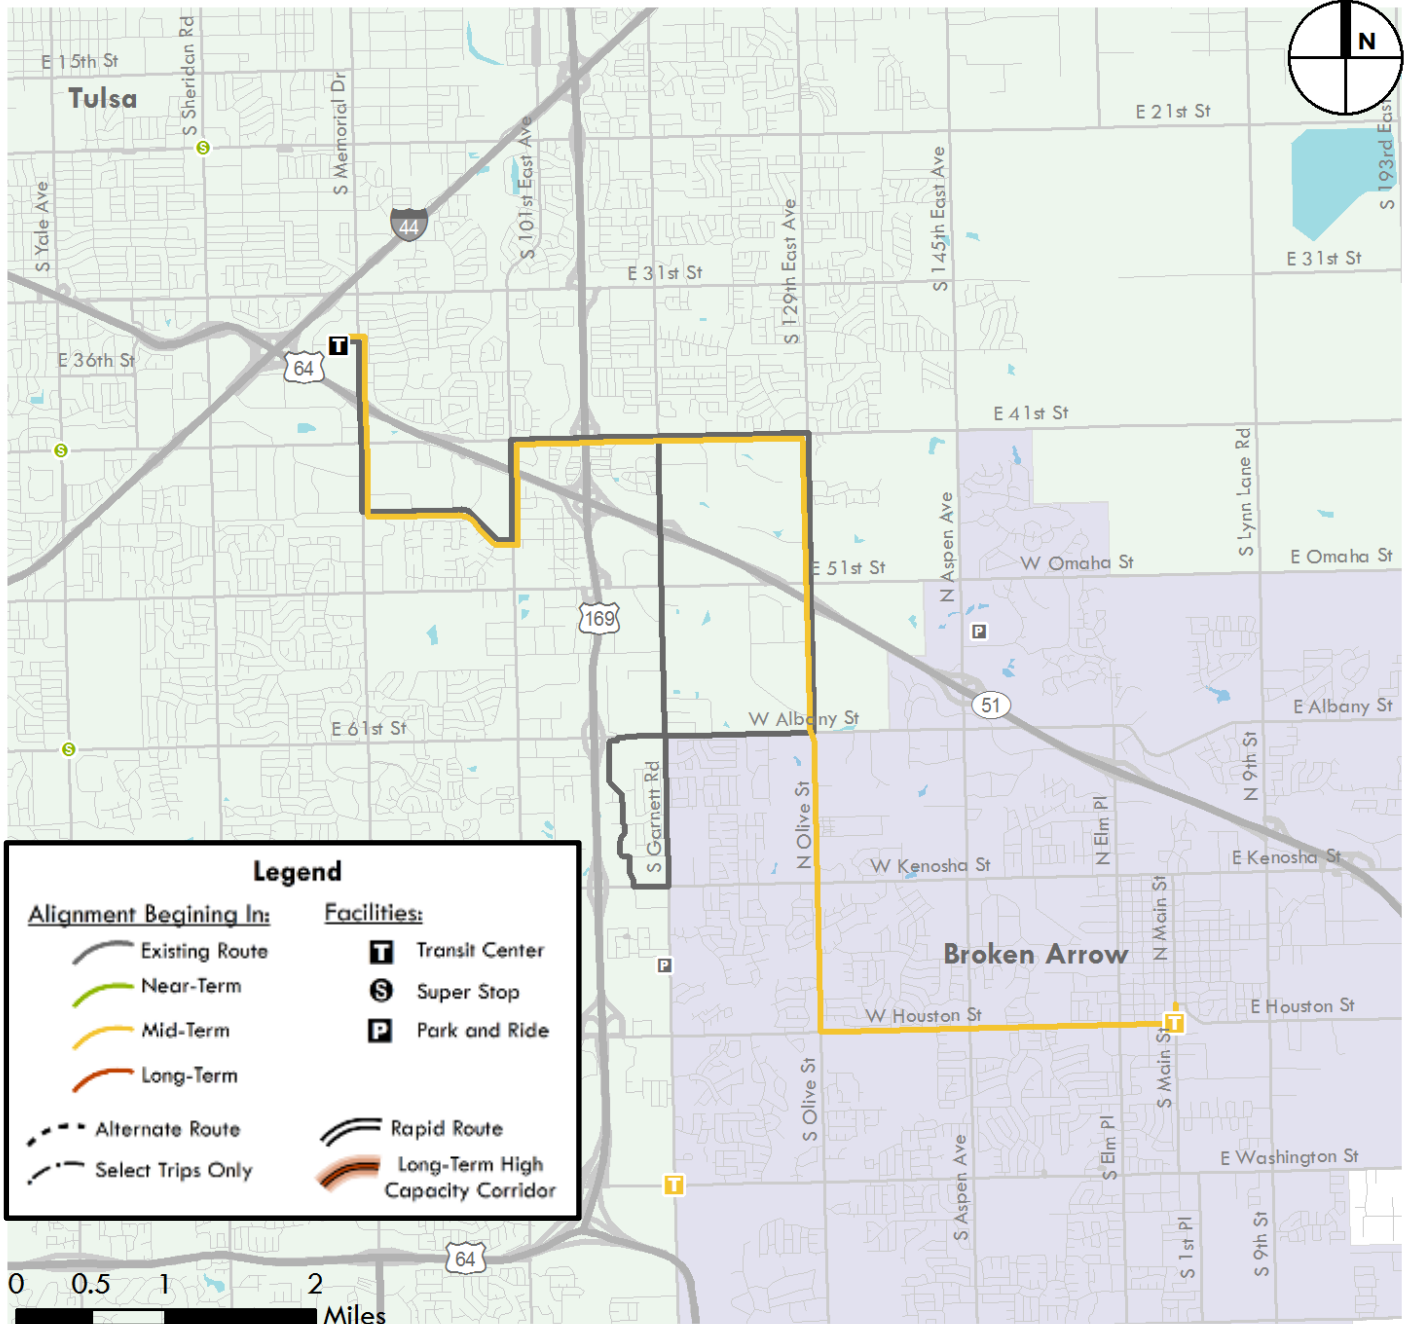 N
E 15th St
Tulsa
S Sheridan Rd
S Memorial Dr
E 21st St
S 193rd East
S Yale Ave
44
S 101st East Ave
S 129th East Ave
S 145th East Ave
E 31st St
E 31st St
T
E 36th St
64
S
S
E 41st St
S Lynn Lane Rd
N Aspen Ave
E 51st St
W Omaha St
E Omaha St
169
P
51
E 61st St
S
W Albany St
E Albany St
S Garnett Rd
N Olive St
N Elm Pl
N 9th St
W Kenosha St
E Kenosha St
N Main St
Broken Arrow
P
W Houston St
T
E Houston St
S Main St
S Olive St
S Aspen Ave
S Elm Pl
E Washington St
T
S 1st Pl
S 9th St
Legend
Alignment Begining In:
Existing Route
Near-Term
Mid-Term
Long-Term
Alternate Route
Select Trips Only
Facilities:
T Transit Center
S Super Stop
P Park and Ride
Rapid Route
Long-Term High
Capacity Corridor
64
0 0.5 1 2
Miles